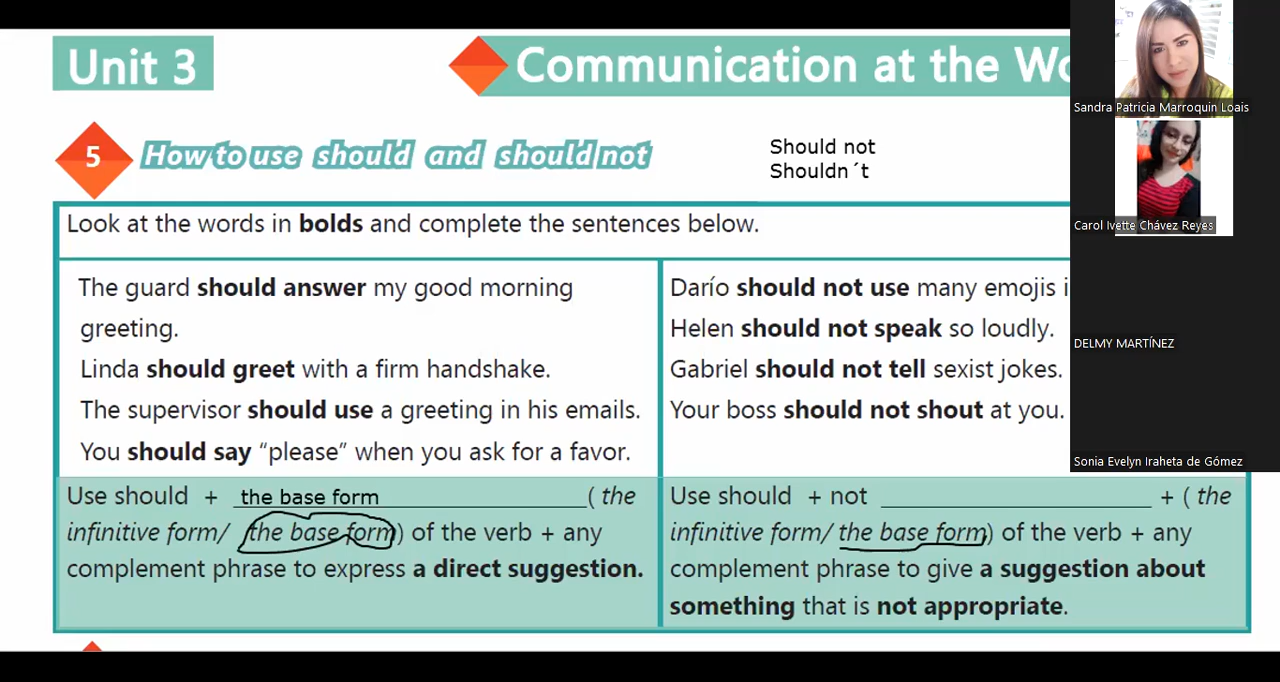 Unit 3
Communication at the Wo
5
How to use should and should not
Should not
Shouldn´t
Look at the words in bolds and complete the sentences below.
The guard should answer my good morning
greeting.
Linda should greet with a firm handshake.
The supervisor should use a greeting in his emails.
You should say “please” when you ask for a favor.
Darío should not use many emojis i
Helen should not speak so loudly.
Gabriel should not tell sexist jokes.
Your boss should not shout at you.
Use should + the base form ( the
infinitive form/ the base form) of the verb + any
complement phrase to express a direct suggestion.
Use should + not ____________________ + ( the
infinitive form/ the base form) of the verb + any
complement phrase to give a suggestion about
something that is not appropriate.
Sandra Patricia Marroquin Loais
Carol Ivette Chávez Reyes
DELMY MARTÍNEZ
Sonia Evelyn Iraheta de Gómez